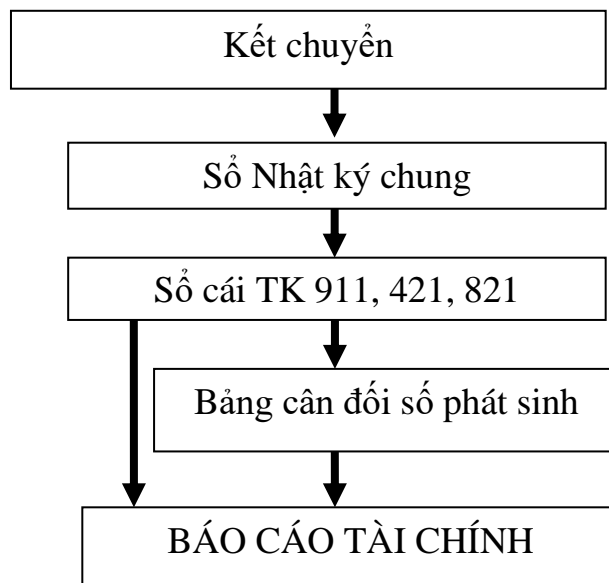 Kết chuyển
Sổ Nhật ký chung
Sổ cái TK 911, 421, 821
Bảng cân đối số phát sinh
BÁO CÁO TÀI CHÍNH